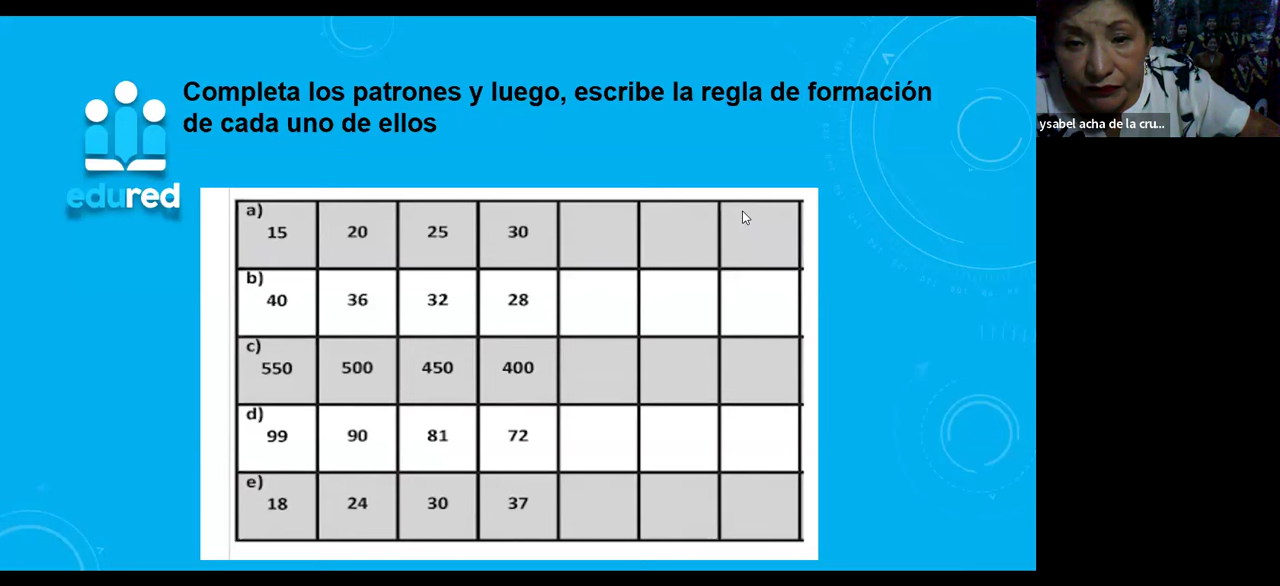 Completa los patrones y luego, escribe la regla de formación
de cada uno de ellos
edured
a)
15 20 25 30
b)
40 36 32 28
c)
550 500 450 400
d)
99 90 81 72
e)
18 24 30 37
ysabel acha de la cru...